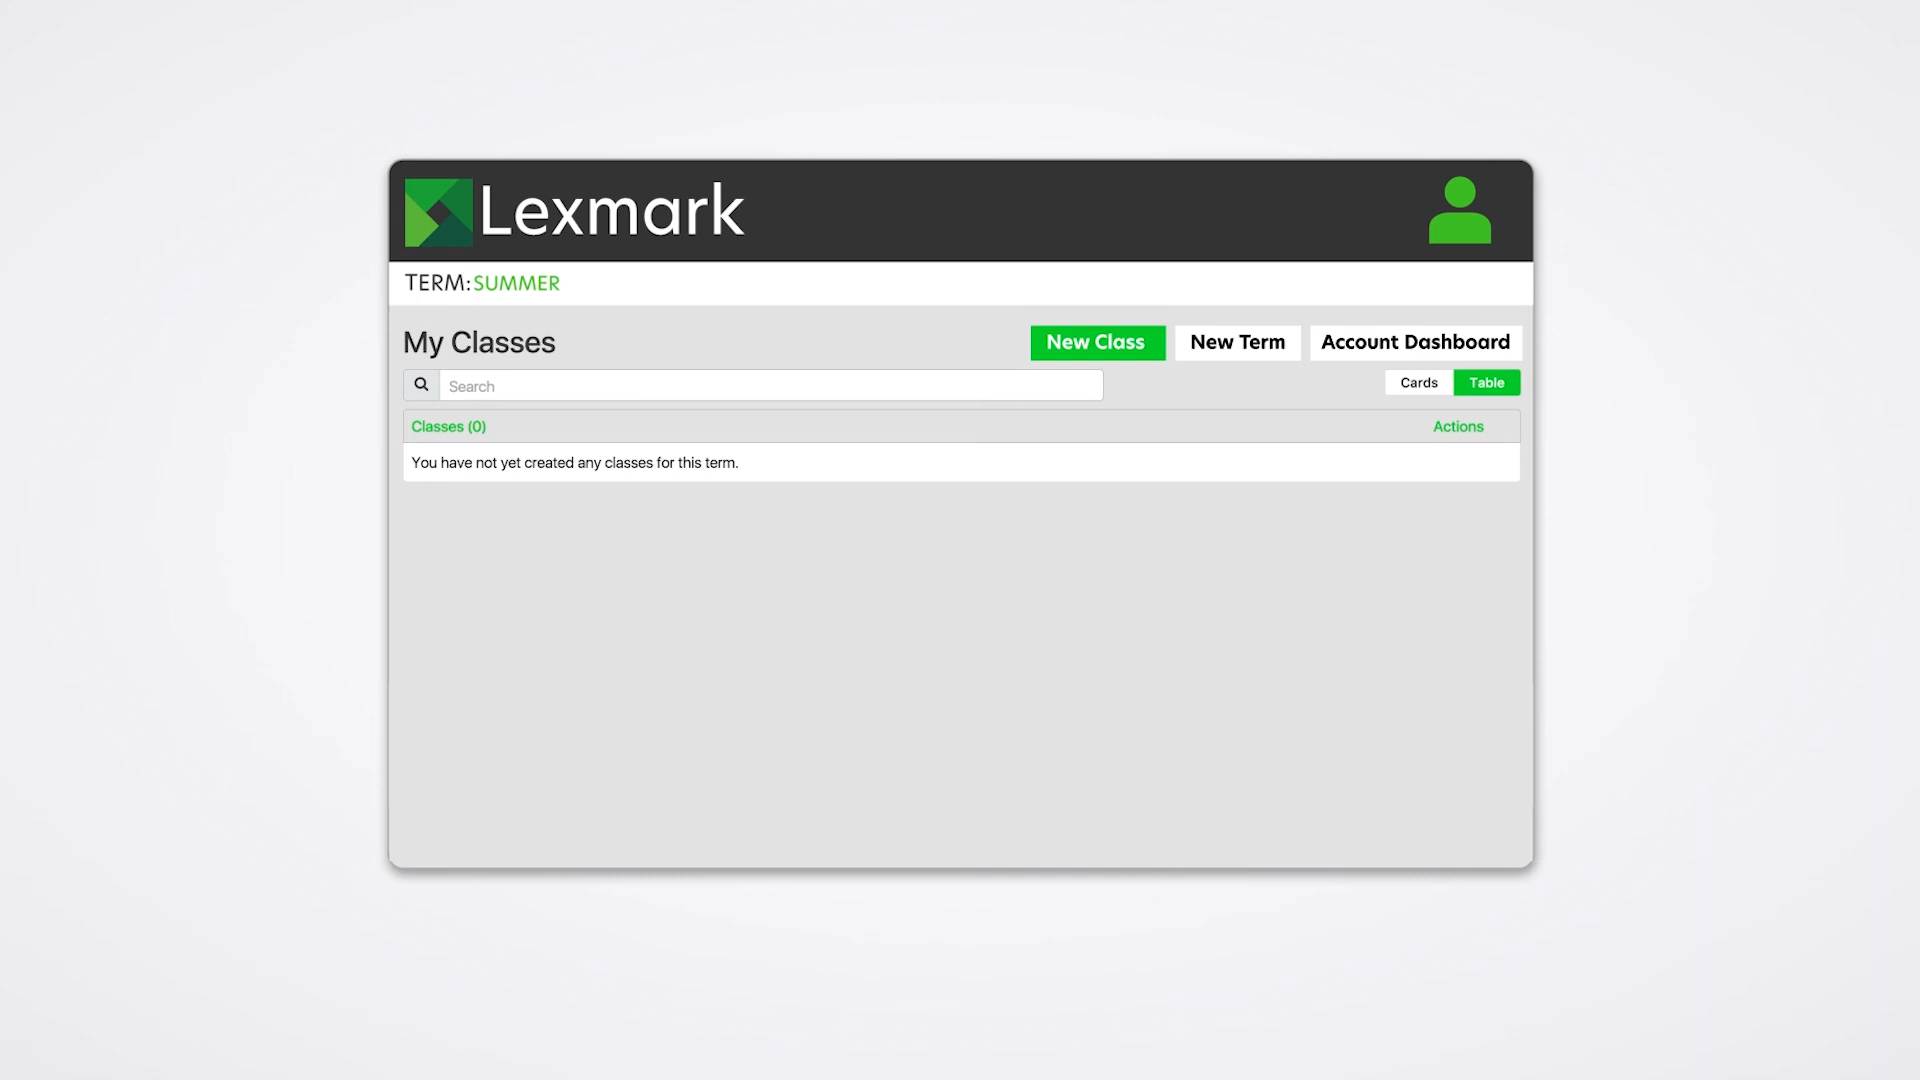 Lexmark
TERM:SUMMER
My Classes
New Class
New Term
Account Dashboard
Search
Cards
Table
Classes (0)
Actions
You have not yet created any classes for this term.